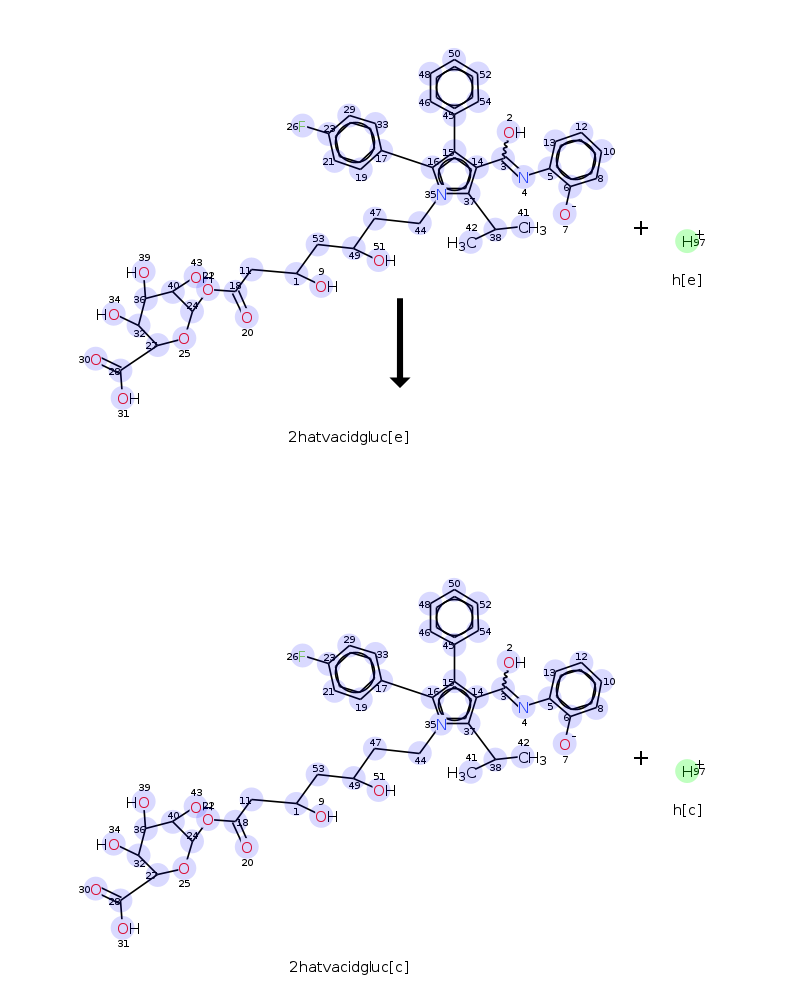 50
48 52
46 54
29 45 2 12
26 F 23 33 OH 13
15 10
21 17 16 14 3 5
19 N 6 8
35 N 37 4
47 42 41 O-
44 H3C 38 CH3 7 + H+ 97
53 49 51
OH
39 11 h[e]
HO 43
40 OH 22 1 9
36 O 18 OH
34 24
HO 32 O
27 O 20
30 O 25
28
OH
31
2hatvacidgluc[e]
50
48 52
46 54
29 45 2 12
26 F 23 33 OH 13
15 10
21 17 16 14 3 5
19 N 6 8
35 N 37 4
47 41 42 O-
44 H3C 38 CH3 7 + H+ 97
53 49 51
OH
39 11 h[c]
HO 43
40 OH 22 1 9
36 O 18 OH
34 24
HO 32 O
27 O 20
30 O 25
28
OH
31
2hatvacidgluc[c]